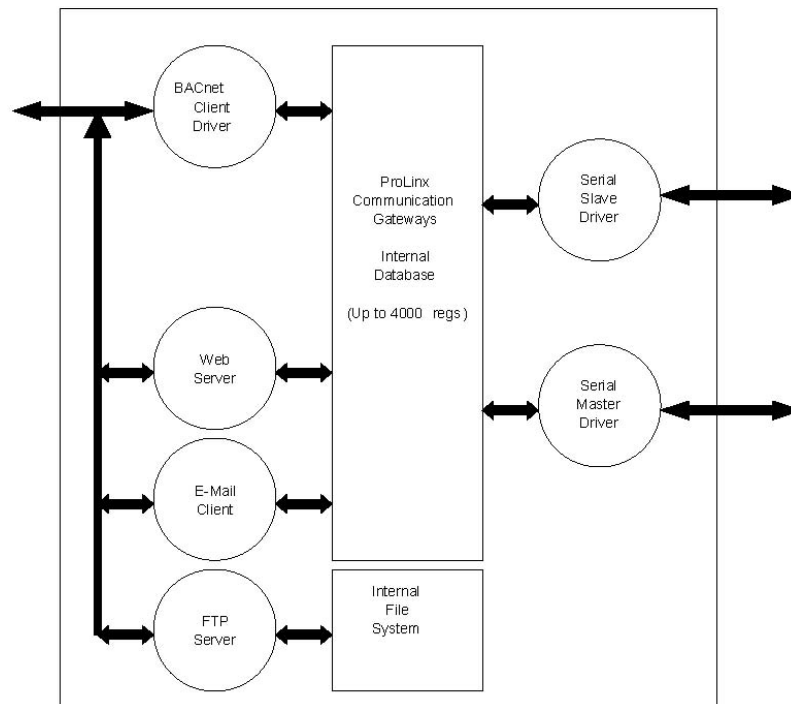 BACnet
Client
Driver
ProLinx
Communication
Gateways
Internal
Database
(Up to 4000 regs)
Serial
Slave
Driver
Web
Server
Serial
Master
Driver
E-Mail
Client
FTP
Server
Internal
File
System